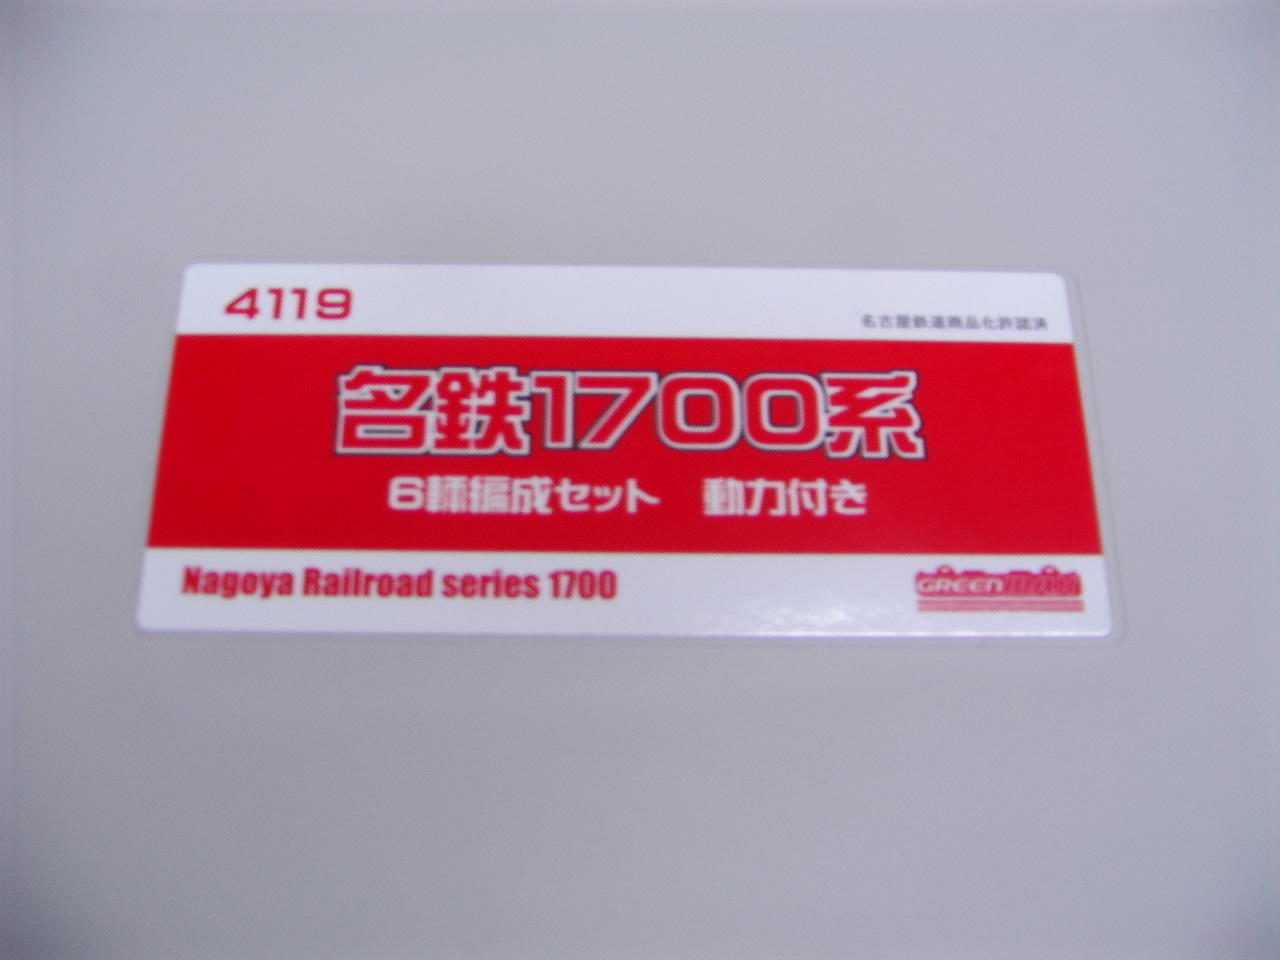 4119
名古屋鉄道商品化許諾済
名鉄1700系
6輛編成セット 動力付き
Nagoya Railroad series 1700
GREENMAX